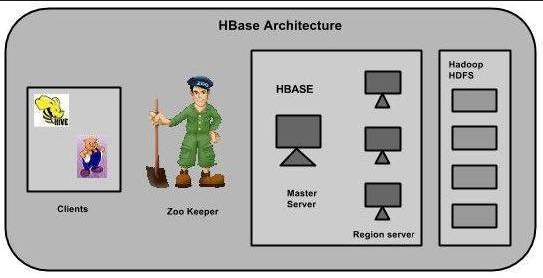 HBase Architecture
HIVE
Clients
ZOO
Zoo Keeper
HBASE
Master
Server
Region server
Hadoop
HDFS